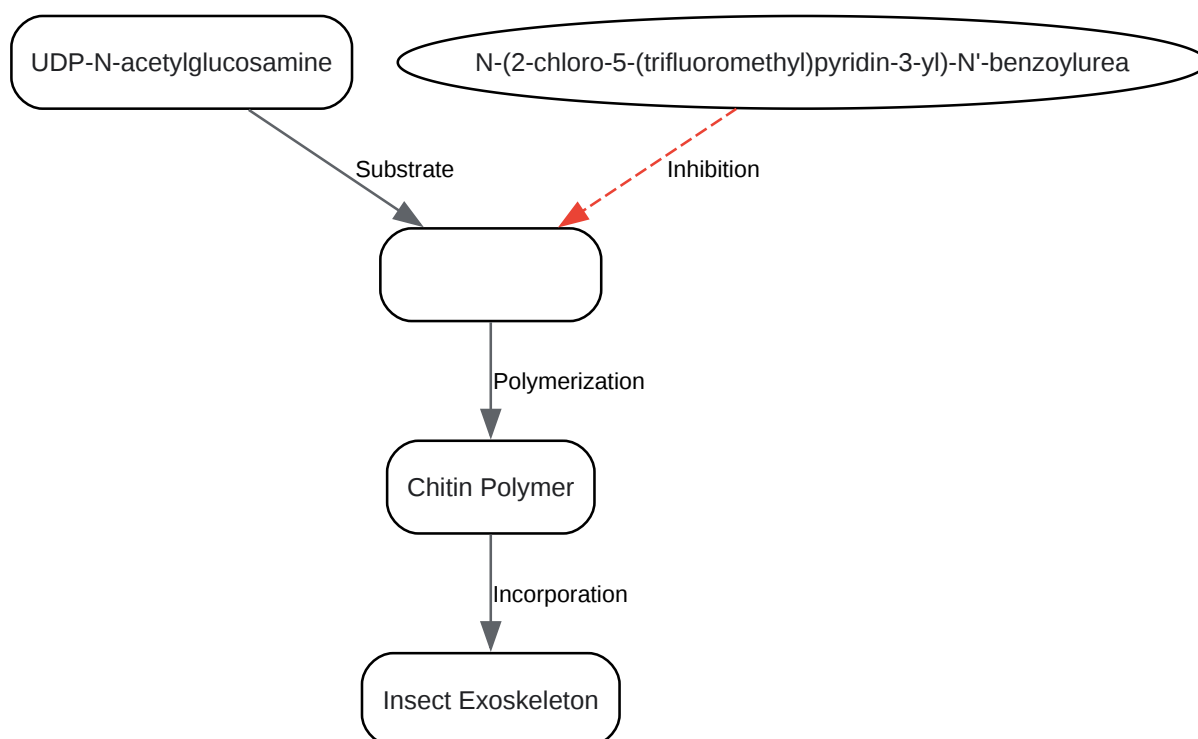 UDP-N-acetylglucosamine
N-(2-chloro-5-(trifluoromethyl)pyridin-3-yl)-N'-benzoylurea
Substrate
Inhibition
Polymerization
Chitin Polymer
Incorporation
Insect Exoskeleton